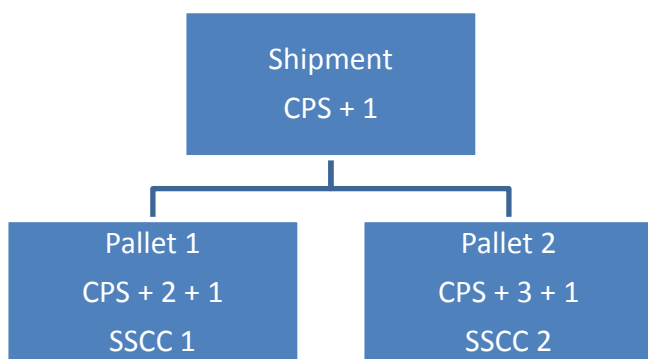 Shipment
CPS + 1
Pallet 1
CPS + 2 + 1
SSCC 1
Pallet 2
CPS + 3 + 1
SSCC 2